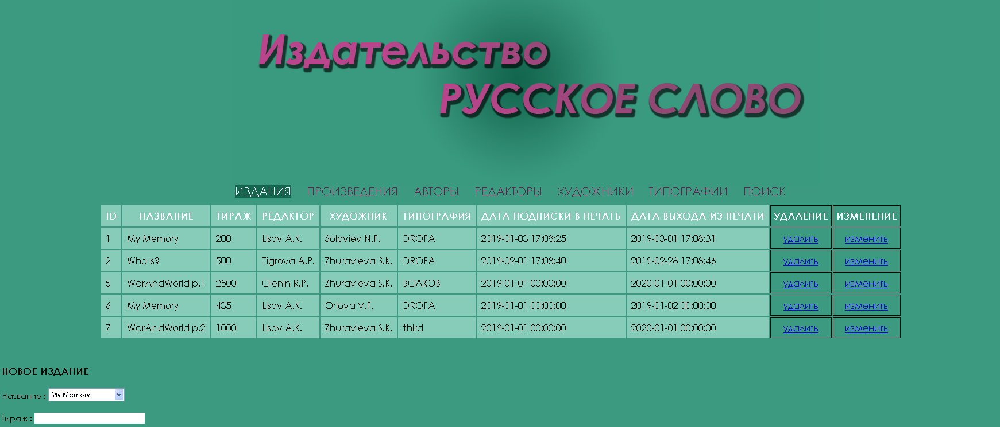 Издательство
РУССКОЕ СЛОВО
ИЗДАНИЯ ПРОИЗВЕДЕНИЯ АВТОРЫ РЕДАКТОРЫ ХУДОЖНИКИ ТИПОГРАФИИ ПОИСК
ID НАЗВАНИЕ ТИРАЖ РЕДАКТОР ХУДОЖНИК ТИПОГРАФИЯ ДАТА ПОДПИСКИ В ПЕЧАТЬ ДАТА ВЫХОДА ИЗ ПЕЧАТИ УДАЛЕНИЕ ИЗМЕНЕНИЕ
1 My Memory 200 Lisov A.K. Soloviev N.F. DROFA 2019-01-03 17:08:25 2019-03-01 17:08:31 удалить изменить
2 Who is? 500 Tigrova A.P. Zhuravleva S.K. DROFA 2019-02-01 17:08:40 2019-02-28 17:08:46 удалить изменить
5 WarAndWorld p.1 2500 Olenin R.P. Zhuravleva S.K. ВОЛХОВ 2019-01-01 00:00:00 2020-01-01 00:00:00 удалить изменить
6 My Memory 435 Lisov A.K. Orlova V.F. DROFA 2019-01-01 00:00:00 2019-01-02 00:00:00 удалить изменить
7 WarAndWorld p.2 1000 Lisov A.K. Zhuravleva S.K. third 2019-01-01 00:00:00 2020-01-01 00:00:00 удалить изменить
НОВОЕ ИЗДАНИЕ
Название : My Memory
Тираж :